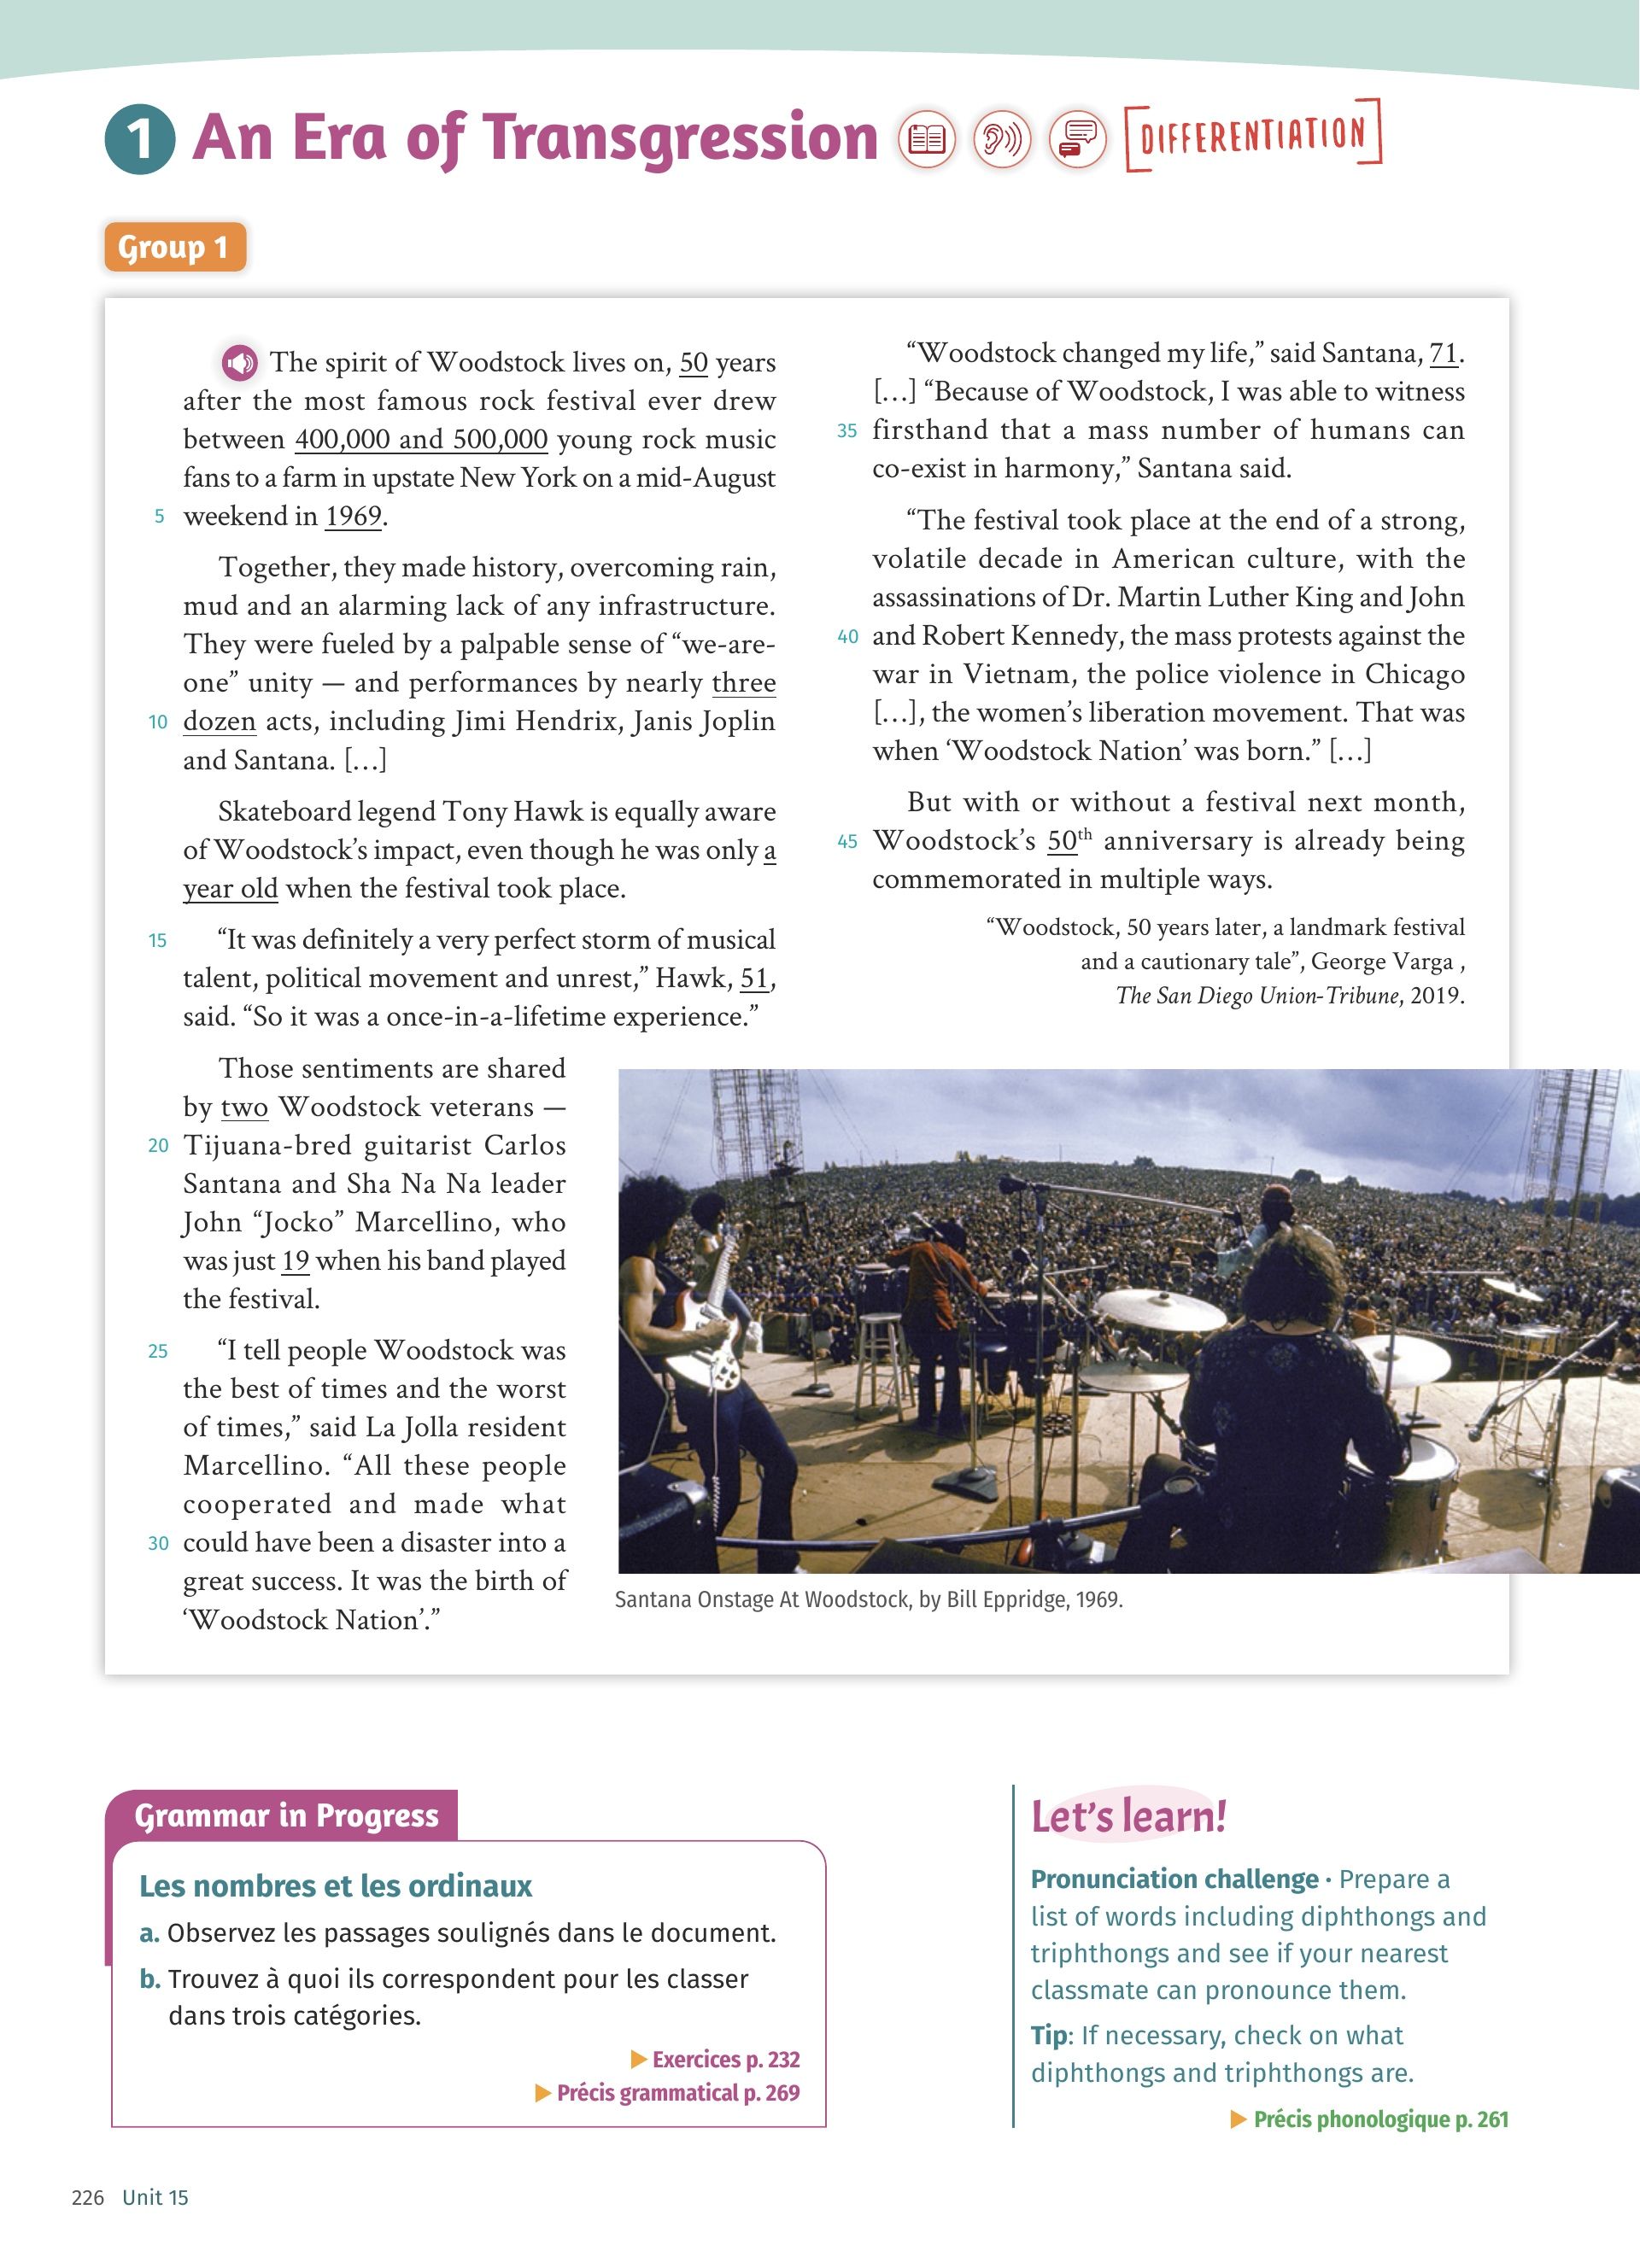 1 An Era of Transgression
DIFFERENTIATION
Group 1
The spirit of Woodstock lives on, 50 years
after the most famous rock festival ever drew
between 400,000 and 500,000 young rock music
fans to a farm in upstate New York on a mid-August
5 weekend in 1969.
Together, they made history, overcoming rain,
mud and an alarming lack of any infrastructure.
They were fueled by a palpable sense of “we-are-
one” unity — and performances by nearly three
10 dozen acts, including Jimi Hendrix, Janis Joplin
and Santana. […]
Skateboard legend Tony Hawk is equally aware
of Woodstock’s impact, even though he was only a
year old when the festival took place.
15 “It was definitely a very perfect storm of musical
talent, political movement and unrest,” Hawk, 51,
said. “So it was a once-in-a-lifetime experience.”
Those sentiments are shared
by two Woodstock veterans —
20 Tijuana-bred guitarist Carlos
Santana and Sha Na Na leader
John “Jocko” Marcellino, who
was just 19 when his band played
the festival.
25 “I tell people Woodstock was
the best of times and the worst
of times,” said La Jolla resident
Marcellino. “All these people
cooperated and made what
30 could have been a disaster into a
great success. It was the birth of
‘Woodstock Nation’.”
“Woodstock changed my life,” said Santana, 71.
[…] “Because of Woodstock, I was able to witness
35 firsthand that a mass number of humans can
co-exist in harmony,” Santana said.
“The festival took place at the end of a strong,
volatile decade in American culture, with the
assassinations of Dr. Martin Luther King and John
40 and Robert Kennedy, the mass protests against the
war in Vietnam, the police violence in Chicago
[…], the women’s liberation movement. That was
when ‘Woodstock Nation’ was born.” […]
But with or without a festival next month,
45 Woodstock’s 50th anniversary is already being
commemorated in multiple ways.
“Woodstock, 50 years later, a landmark festival
and a cautionary tale”, George Varga ,
The San Diego Union-Tribune, 2019.
Santana Onstage At Woodstock, by Bill Eppridge, 1969.
Grammar in Progress
Les nombres et les ordinaux
a. Observez les passages soulignés dans le document.
b. Trouvez à quoi ils correspondent pour les classer
dans trois catégories.
Exercices p. 232
Précis grammatical p. 269
Let’s learn!
Pronunciation challenge · Prepare a
list of words including diphthongs and
triphthongs and see if your nearest
classmate can pronounce them.
Tip: If necessary, check on what
diphthongs and triphthongs are.
Précis phonologique p. 261
226 Unit 15